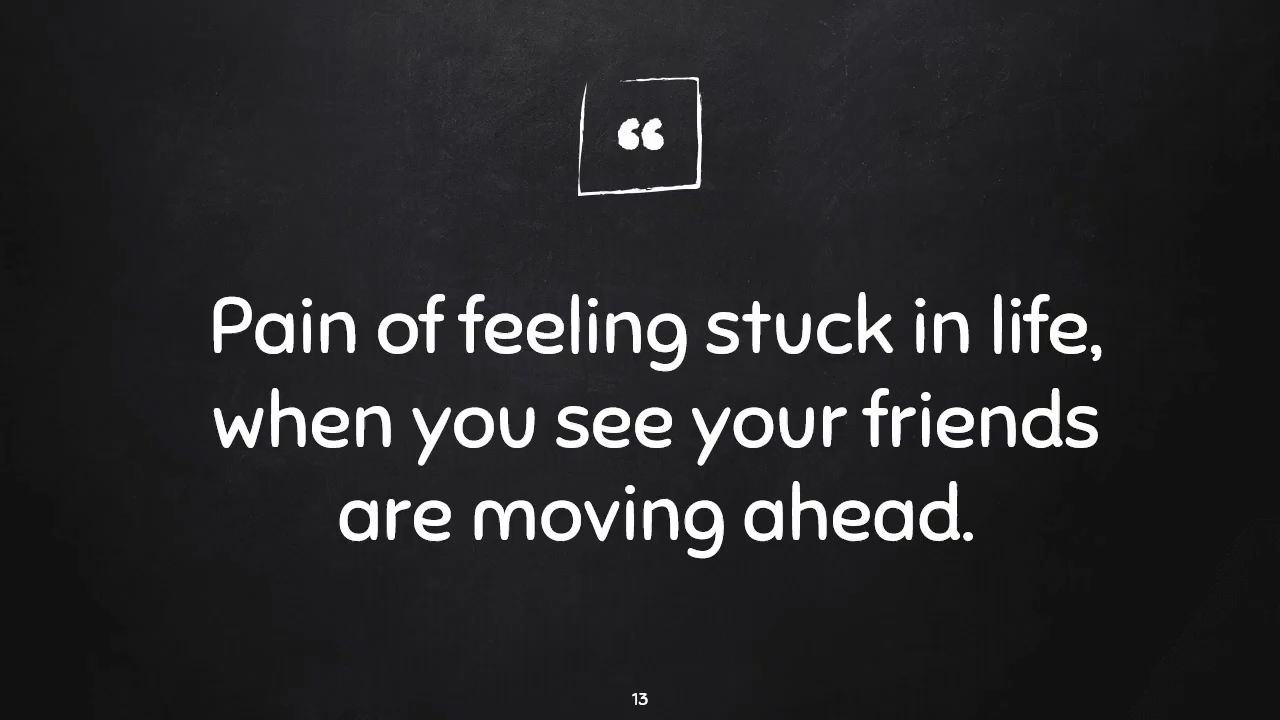 “
Pain of feeling stuck in life,
when you see your friends
are moving ahead.
13